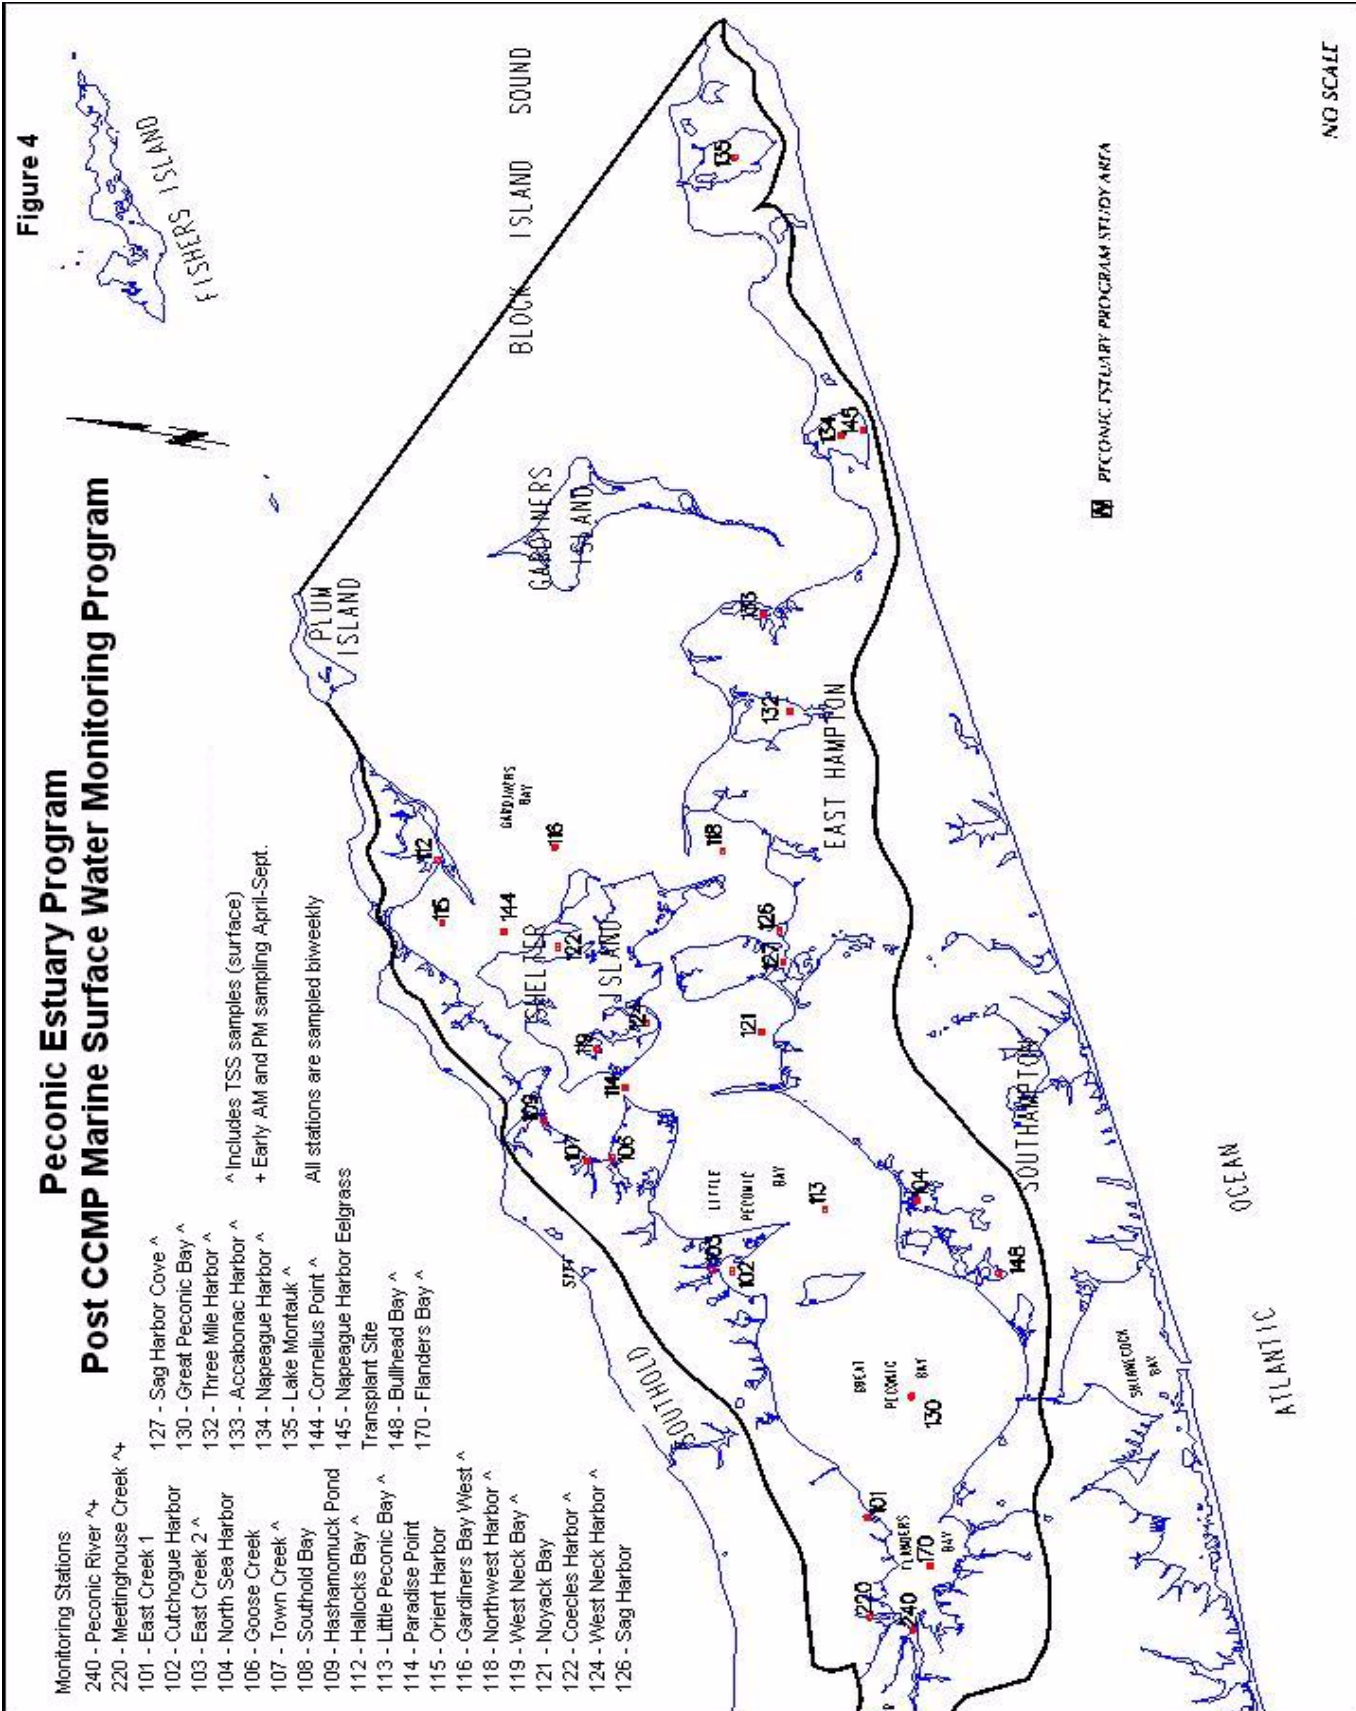 Figure 4
Peconic Estuary Program
Post CCMP Marine Surface Water Monitoring Program
Monitoring Stations
240 - Peconic River ^+
220 - Meetinghouse Creek ^+
101 - East Creek 1
102 - Cutchogue Harbor
103 - East Creek 2 ^
104 - North Sea Harbor
106 - Goose Creek
107 - Town Creek ^
108 - Southold Bay
109 - Hashamomuck Pond
112 - Hallocks Bay ^
113 - Little Peconic Bay ^
114 - Paradise Point
115 - Orient Harbor
116 - Gardiners Bay West ^
118 - Northwest Harbor ^
119 - West Neck Bay ^
121 - Noyack Bay
122 - Coecles Harbor ^
124 - West Neck Harbor ^
126 - Sag Harbor
127 - Sag Harbor Cove ^
130 - Great Peconic Bay ^
132 - Three Mile Harbor ^
133 - Accabonac Harbor ^
134 - Napeague Harbor ^
135 - Lake Montauk ^
144 - Cornelius Point ^
145 - Napeague Harbor Eelgrass
Transplant Site
148 - Bullhead Bay ^
170 - Flanders Bay ^
^ Includes TSS samples (surface)
+ Early AM and PM sampling April-Sept.
All stations are sampled biweekly
FISHERS ISLAND
BLOCK ISLAND SOUND
PLUM
ISLAND
GARDINERS
ISLAND
GARDINERS
BAY
SHELTER
ISLAND
EAST HAMPTON
SOUTHAMPTON
SOUTHOLD
LITTLE
PECONIC
BAY
GREAT
PECONIC
BAY
FLANDERS
BAY
SHINNECOCK
BAY
ATLANTIC
OCEAN
112
115
144
116
122
119
124
114
109
107
106
118
126
127
121
132
133
134
145
135
103
102
113
104
148
130
101
170
220
240
PECONIC ESTUARY PROGRAM STUDY AREA
NO SCALE